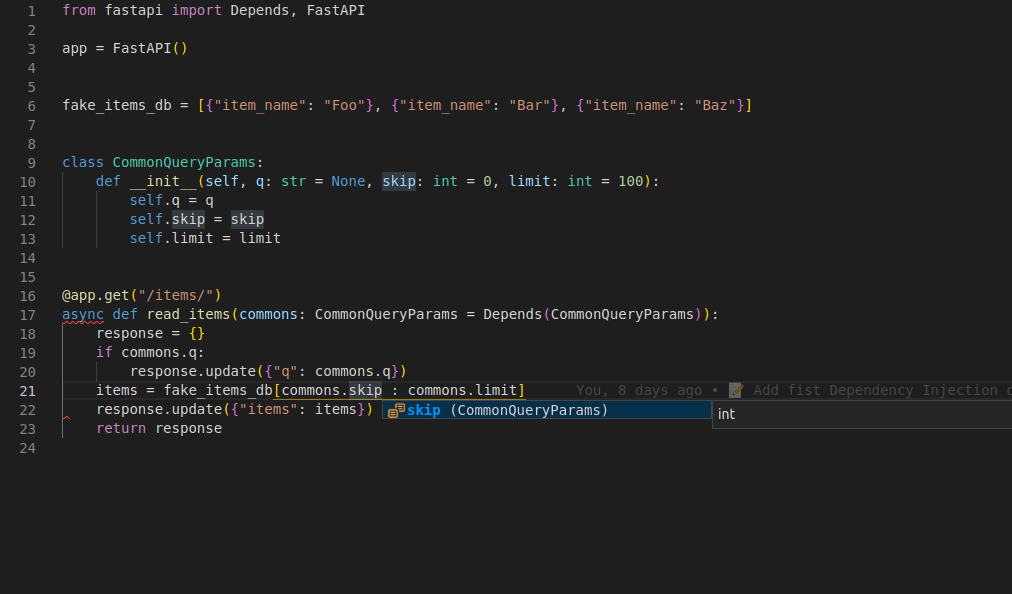 1 from fastapi import Depends, FastAPI
2
3 app = FastAPI()
4
5
6 fake_items_db = [{"item_name": "Foo"}, {"item_name": "Bar"}, {"item_name": "Baz"}]
7
8
9 class CommonQueryParams:
10 def __init__(self, q: str = None, skip: int = 0, limit: int = 100):
11 self.q = q
12 self.skip = skip
13 self.limit = limit
14
15
16 @app.get("/items/")
17 async def read_items(commons: CommonQueryParams = Depends(CommonQueryParams)):
18 response = {}
19 if commons.q:
20 response.update({"q": commons.q})
21 items = fake_items_db[commons.skip : commons.limit] You, 8 days ago • 📝 Add fist Dependency Injection
22 response.update({"items": items}) skip (CommonQueryParams) int
23 return response
24